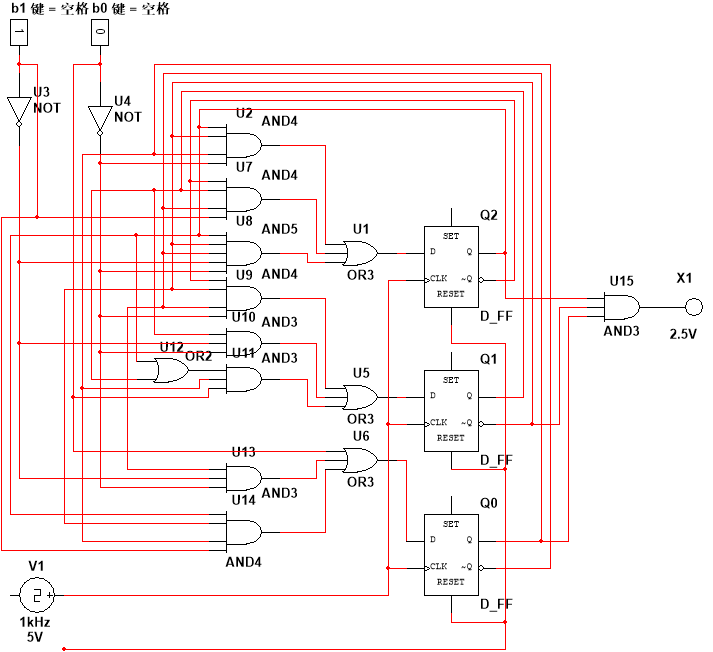 b1 键 = 空格 b0 键 = 空格
1
0
U3
NOT
U4
NOT
U2
AND4
U7
AND4
U8
AND5
U9
AND4
U10
AND3
U12
OR2
U11
AND3
U13
AND3
U14
AND4
U1
OR3
U5
OR3
U6
OR3
Q2
SET
D Q
CLK ~Q
RESET
D_FF
Q1
SET
D Q
CLK ~Q
RESET
D_FF
Q0
SET
D Q
CLK ~Q
RESET
D_FF
U15
AND3
X1
2.5V
V1
1kHz
5V